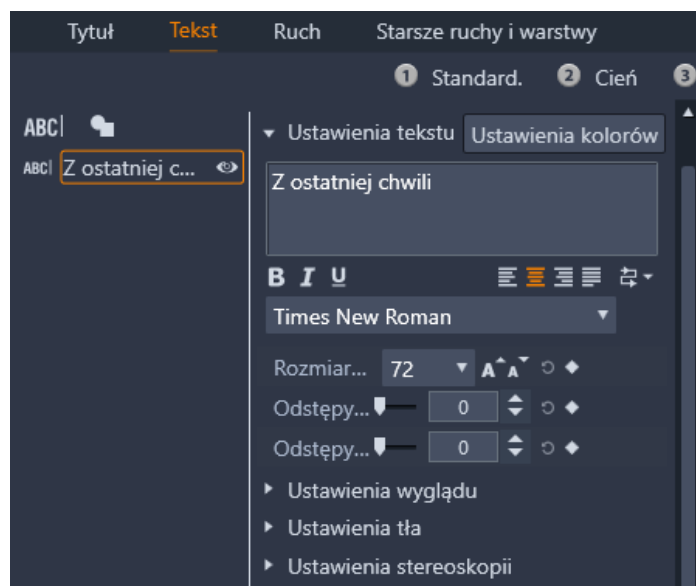 Tytuł Tekst Ruch Starsze ruchy i warstwy
1 Standard. 2 Cień 3
ABC
ABC Z ostatniej c...
Ustawienia tekstu Ustawienia kolorów
Z ostatniej chwili
B I U
Times New Roman
Rozmiar... 72 A A
Odstępy... 0
Odstępy... 0
Ustawienia wyglądu
Ustawienia tła
Ustawienia stereoskopii